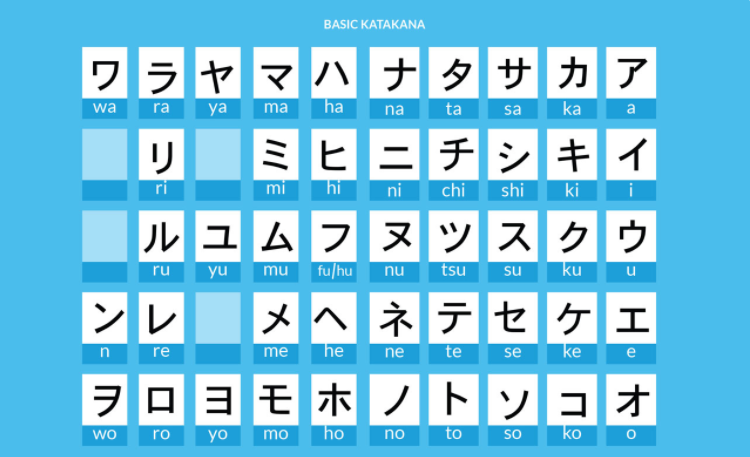 BASIC KATAKANA
ワ ラ ヤ マ ハ ナ タ サ カ ア
wa ra ya ma ha na ta sa ka a
リ ミ ヒ ニ チ シ キ イ
ri mi hi ni chi shi ki i
ル ユ ム フ ヌ ツ ス ク ウ
ru yu mu fu/hu nu tsu su ku u
ン レ メ ヘ ネ テ セ ケ エ
n re me he ne te se ke e
ヲ ロ ヨ モ ホ ノ ト ソ コ オ
wo ro yo mo ho no to so ko o